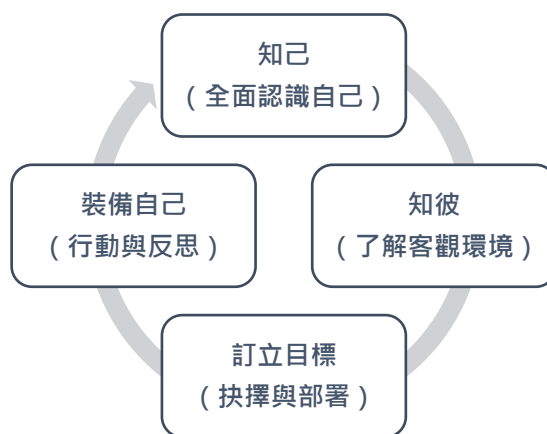 知己
（全面認識自己）
知彼
（了解客觀環境）
訂立目標
（抉擇與部署）
裝備自己
（行動與反思）